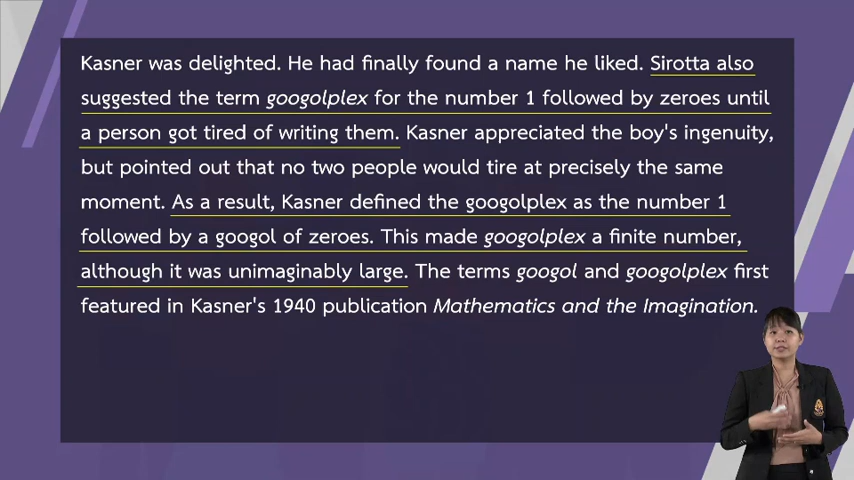 Kasner was delighted. He had finally found a name he liked. Sirotta also
suggested the term googolplex for the number 1 followed by zeroes until
a person got tired of writing them. Kasner appreciated the boy's ingenuity,
but pointed out that no two people would tire at precisely the same
moment. As a result, Kasner defined the googolplex as the number 1
followed by a googol of zeroes. This made googolplex a finite number,
although it was unimaginably large. The terms googol and googolplex first
featured in Kasner's 1940 publication Mathematics and the Imagination.